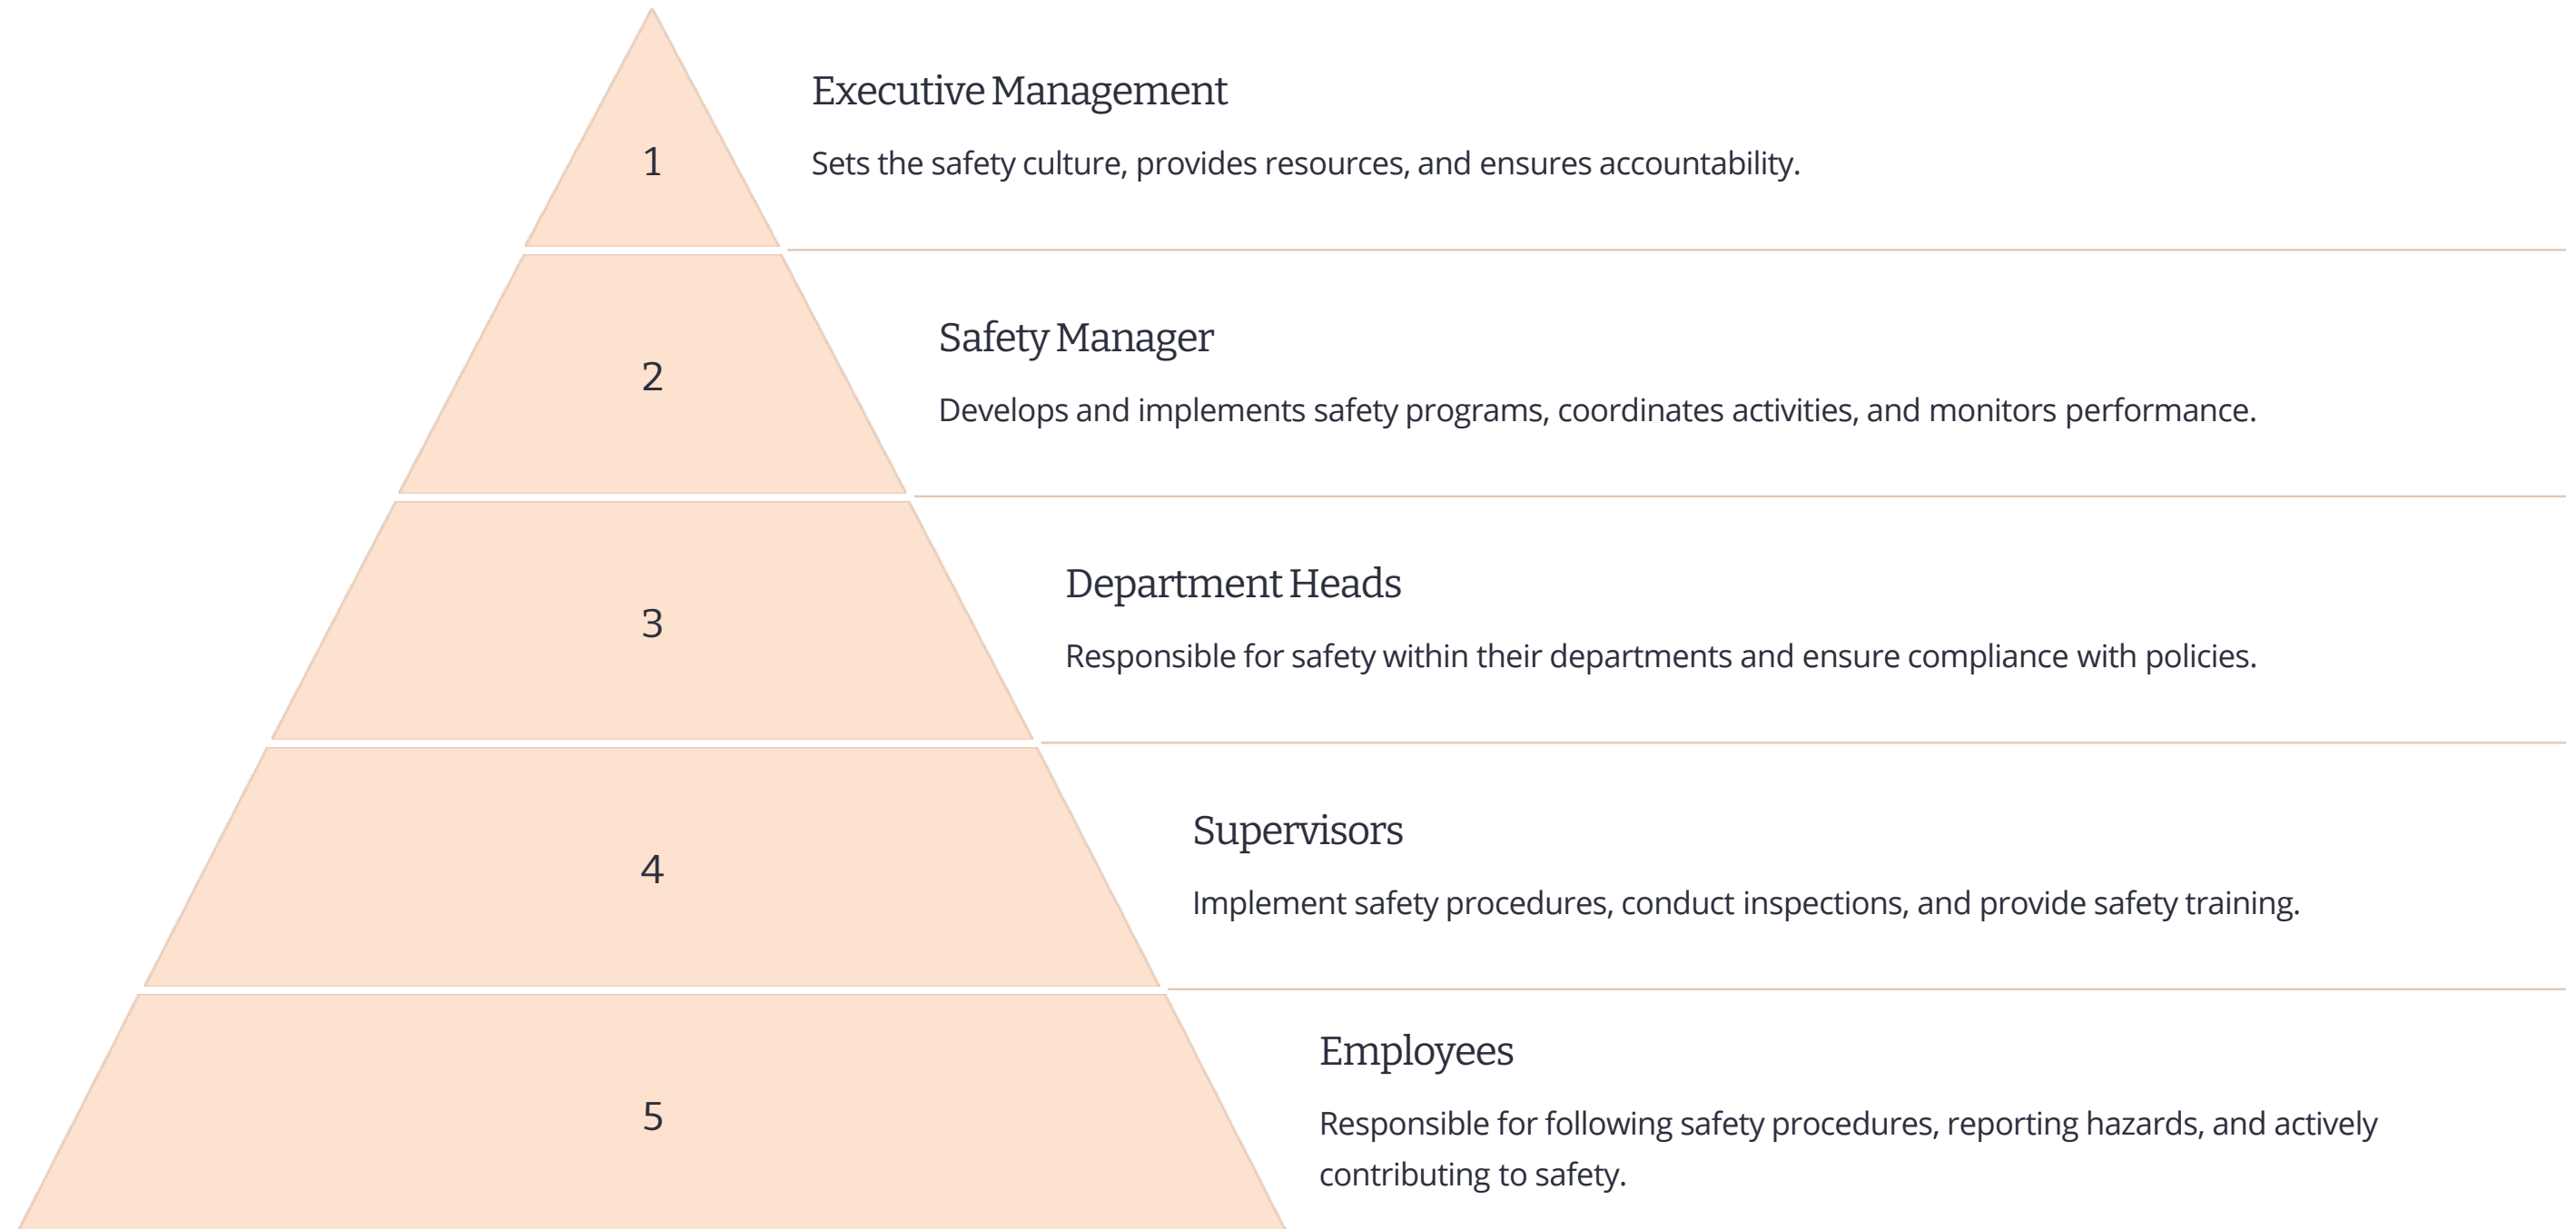 1
Executive Management
Sets the safety culture, provides resources, and ensures accountability.
2
Safety Manager
Develops and implements safety programs, coordinates activities, and monitors performance.
3
Department Heads
Responsible for safety within their departments and ensure compliance with policies.
4
Supervisors
Implement safety procedures, conduct inspections, and provide safety training.
5
Employees
Responsible for following safety procedures, reporting hazards, and actively
contributing to safety.